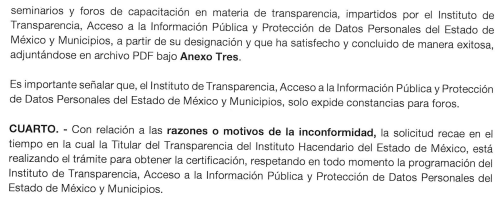 seminarios y foros de capacitación en materia de transparencia, impartidos por el Instituto de
Transparencia, Acceso a la Información Pública y Protección de Datos Personales del Estado de
México y Municipios, a partir de su designación y que ha satisfecho y concluido de manera exitosa,
adjuntándose en archivo PDF bajo Anexo Tres.
Es importante señalar que, el Instituto de Transparencia, Acceso a la Información Pública y Protección
de Datos Personales del Estado de México y Municipios, solo expide constancias para foros.
CUARTO. - Con relación a las razones o motivos de la inconformidad, la solicitud recae en el
tiempo en la cual la Titular del Transparencia del Instituto Hacendario del Estado de México, está
realizando el trámite para obtener la certificación, respetando en todo momento la programación del
Instituto de Transparencia, Acceso a la Información Pública y Protección de Datos Personales del
Estado de México y Municipios.